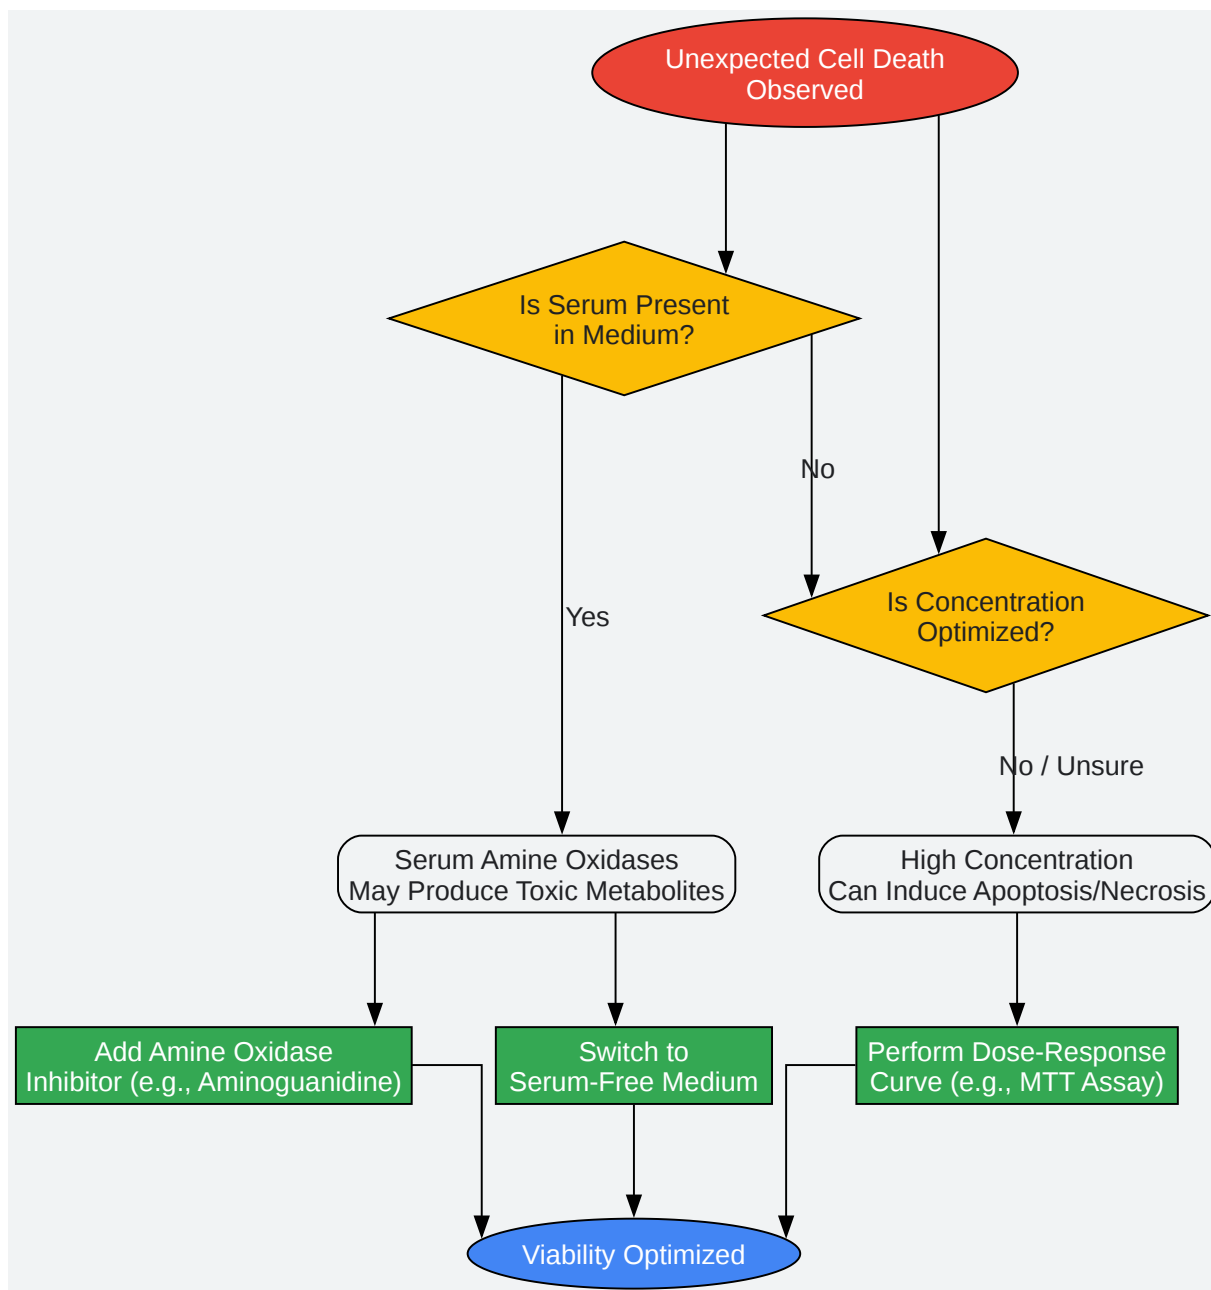 Unexpected Cell Death
Observed
Is Serum Present
in Medium?
No
Is Concentration
Optimized?
Yes
No / Unsure
Serum Amine Oxidases
May Produce Toxic Metabolites
High Concentration
Can Induce Apoptosis/Necrosis
Add Amine Oxidase
Inhibitor (e.g., Aminoguanidine)
Switch to
Serum-Free Medium
Perform Dose-Response
Curve (e.g., MTT Assay)
Viability Optimized